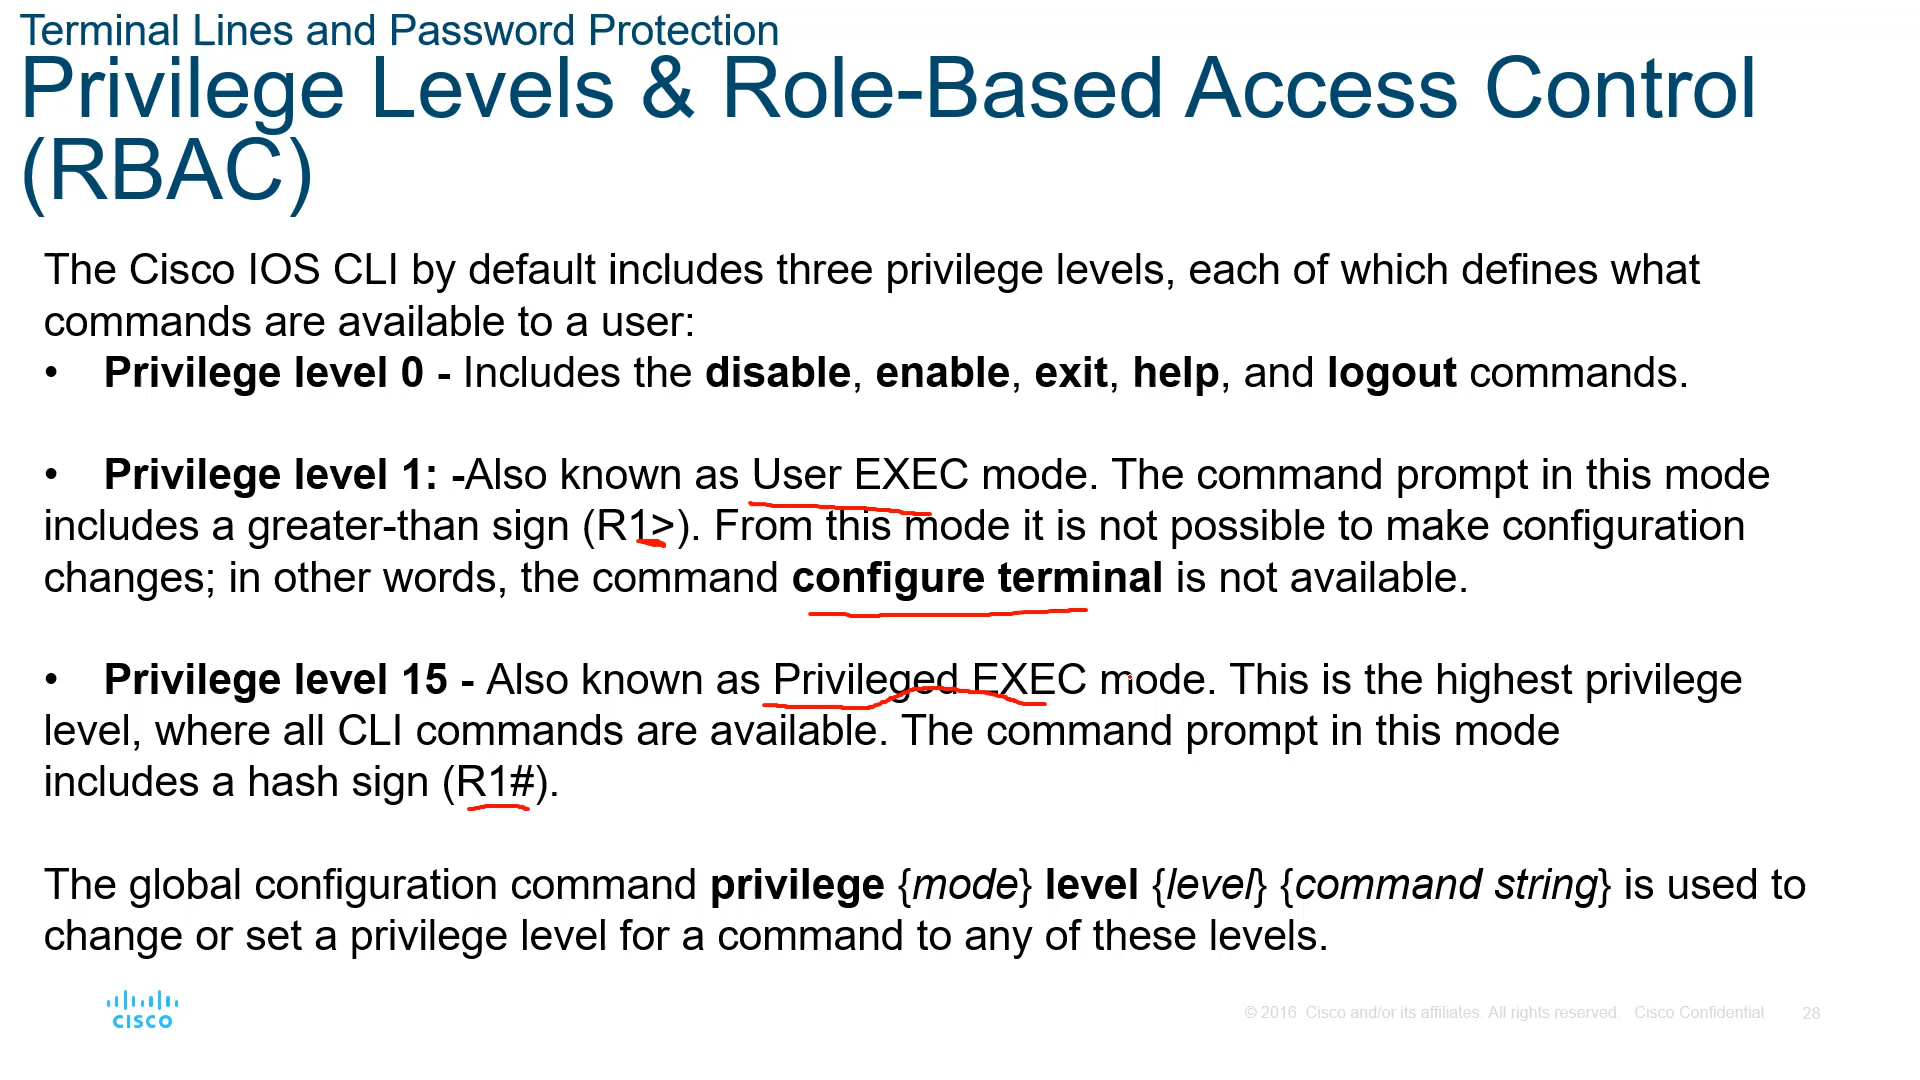 Terminal Lines and Password Protection
Privilege Levels & Role-Based Access Control
(RBAC)
The Cisco IOS CLI by default includes three privilege levels, each of which defines what
commands are available to a user:
• Privilege level 0 - Includes the disable, enable, exit, help, and logout commands.
• Privilege level 1: -Also known as User EXEC mode. The command prompt in this mode
includes a greater-than sign (R1>). From this mode it is not possible to make configuration
changes; in other words, the command configure terminal is not available.
• Privilege level 15 - Also known as Privileged EXEC mode. This is the highest privilege
level, where all CLI commands are available. The command prompt in this mode
includes a hash sign (R1#).
The global configuration command privilege {mode} level {level} {command string} is used to
change or set a privilege level for a command to any of these levels.
CISCO
© 2016 Cisco and/or its affiliates. All rights reserved. Cisco Confidential 28